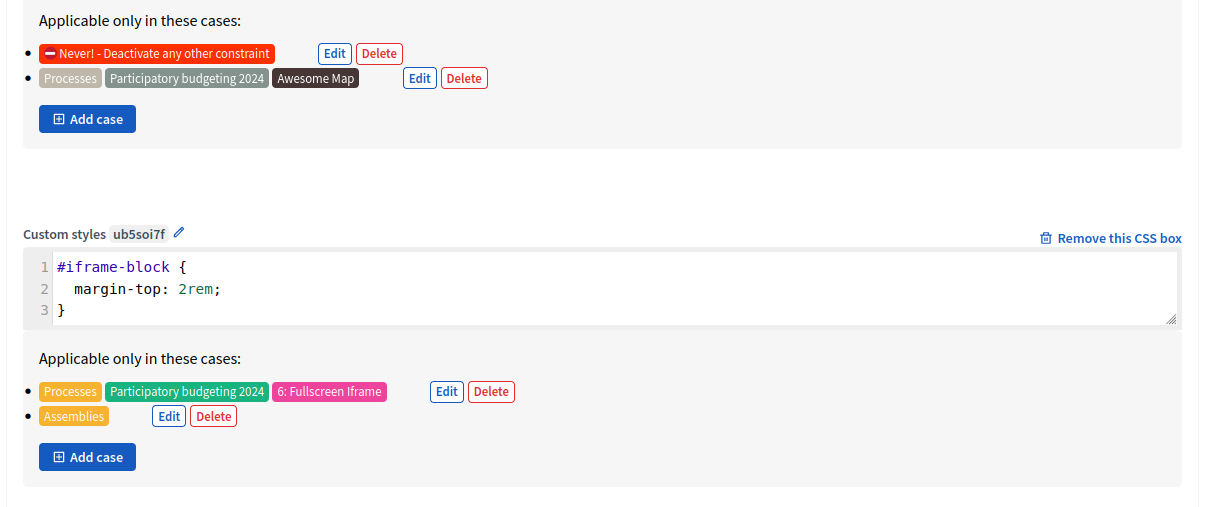 Applicable only in these cases:
Never! - Deactivate any other constraint Edit Delete
Processes Participatory budgeting 2024 Awesome Map Edit Delete
Add case
Custom styles ub5soi7f
Remove this CSS box
1 #iframe-block {
2 margin-top: 2rem;
3 }
Applicable only in these cases:
Processes Participatory budgeting 2024 6: Fullscreen Iframe Edit Delete
Assemblies Edit Delete
Add case